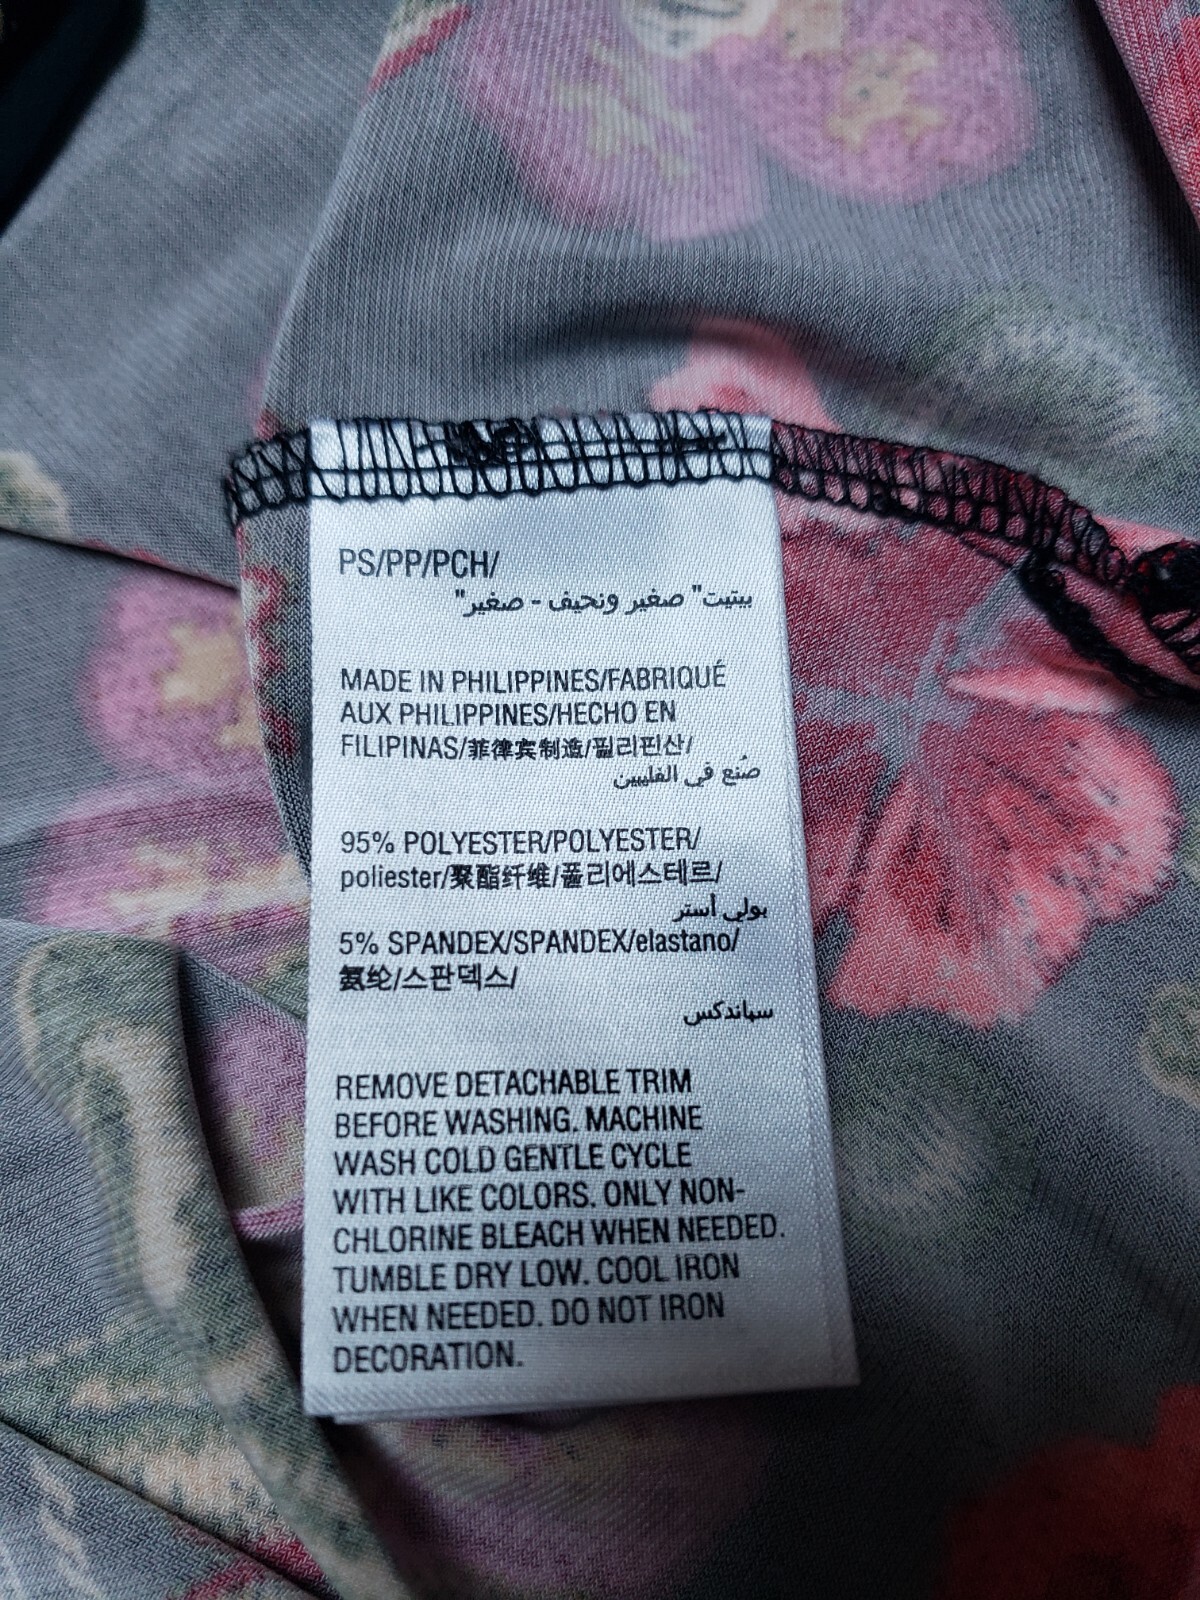 PS/PP/PCH/
بيتيت" صغير ونحيف - صغير"
MADE IN PHILIPPINES/FABRIQUÉ
AUX PHILIPPINES/HECHO EN
FILIPINAS/菲律宾制造/필리핀산/
صُنع في الفليبين
95% POLYESTER/POLYESTER/
poliester/聚酯纤维/폴리에스테르/
بولي أستر
5% SPANDEX/SPANDEX/elastano/
氨纶/스판덱스/
سباندكس
REMOVE DETACHABLE TRIM
BEFORE WASHING. MACHINE
WASH COLD GENTLE CYCLE
WITH LIKE COLORS. ONLY NON-
CHLORINE BLEACH WHEN NEEDED.
TUMBLE DRY LOW. COOL IRON
WHEN NEEDED. DO NOT IRON
DECORATION.